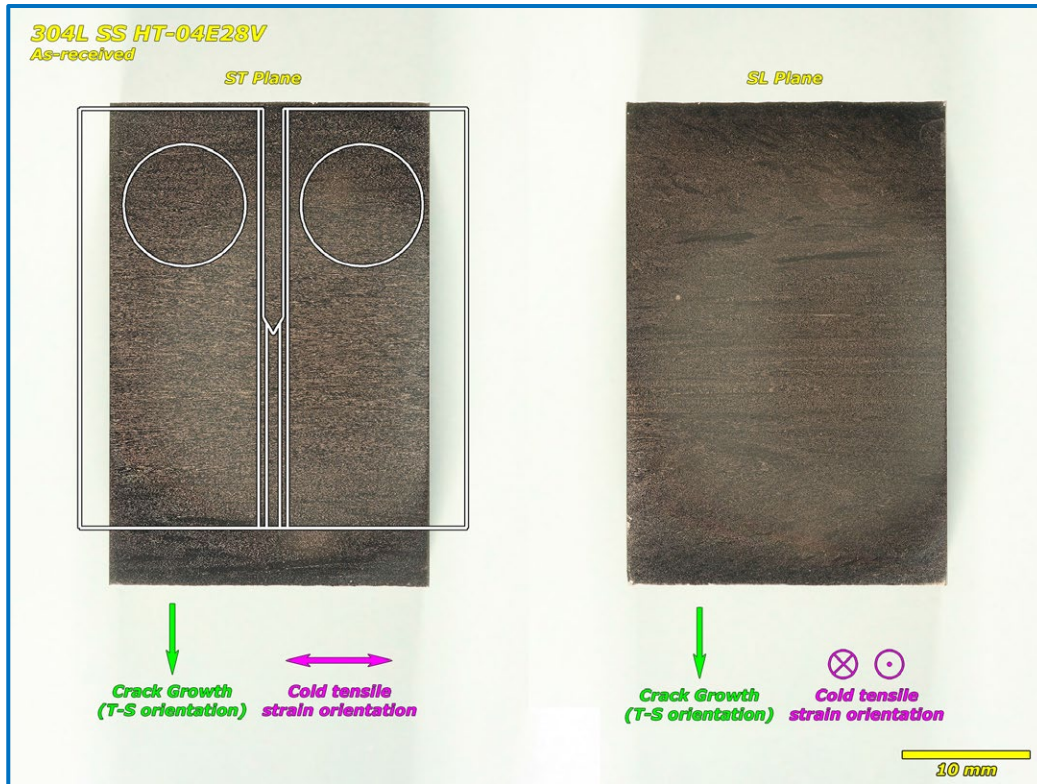 304L SS HT-04E28V
As-received
ST Plane
SL Plane
Crack Growth
(T-S orientation)
Cold tensile
strain orientation
Crack Growth
(T-S orientation)
Cold tensile
strain orientation
10 mm